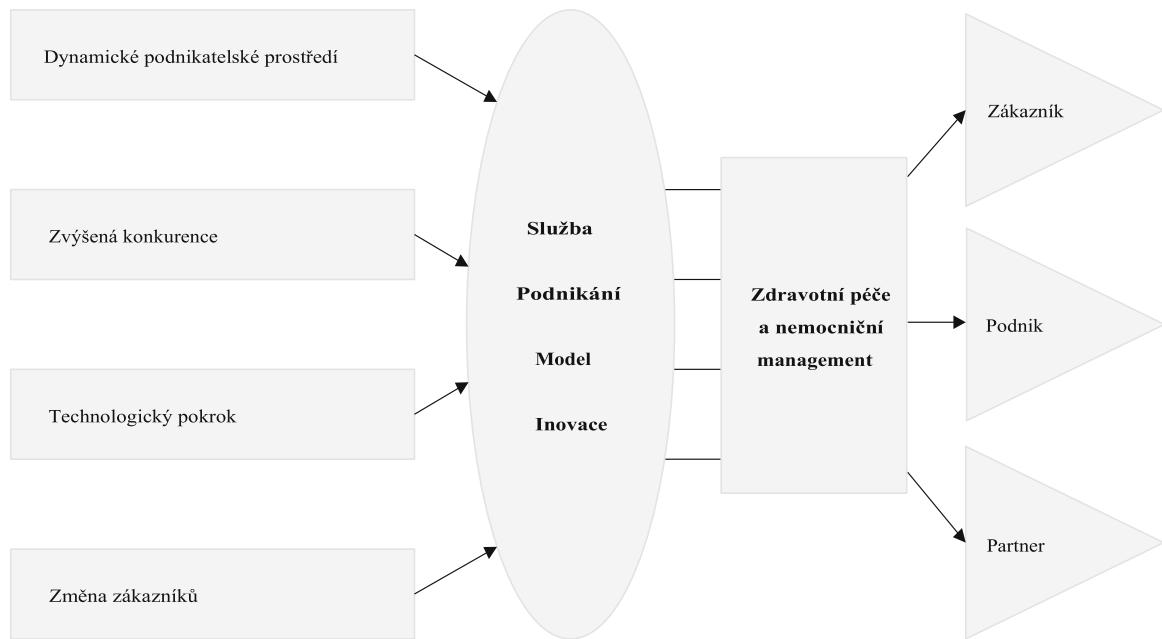 Dynamické podnikatelské prostředí
Zvýšená konkurence
Technologický pokrok
Změna zákazníků
Služba
Podnikání
Model
Inovace
Zdravotní péče
a nemocniční
management
Zákazník
Podnik
Partner